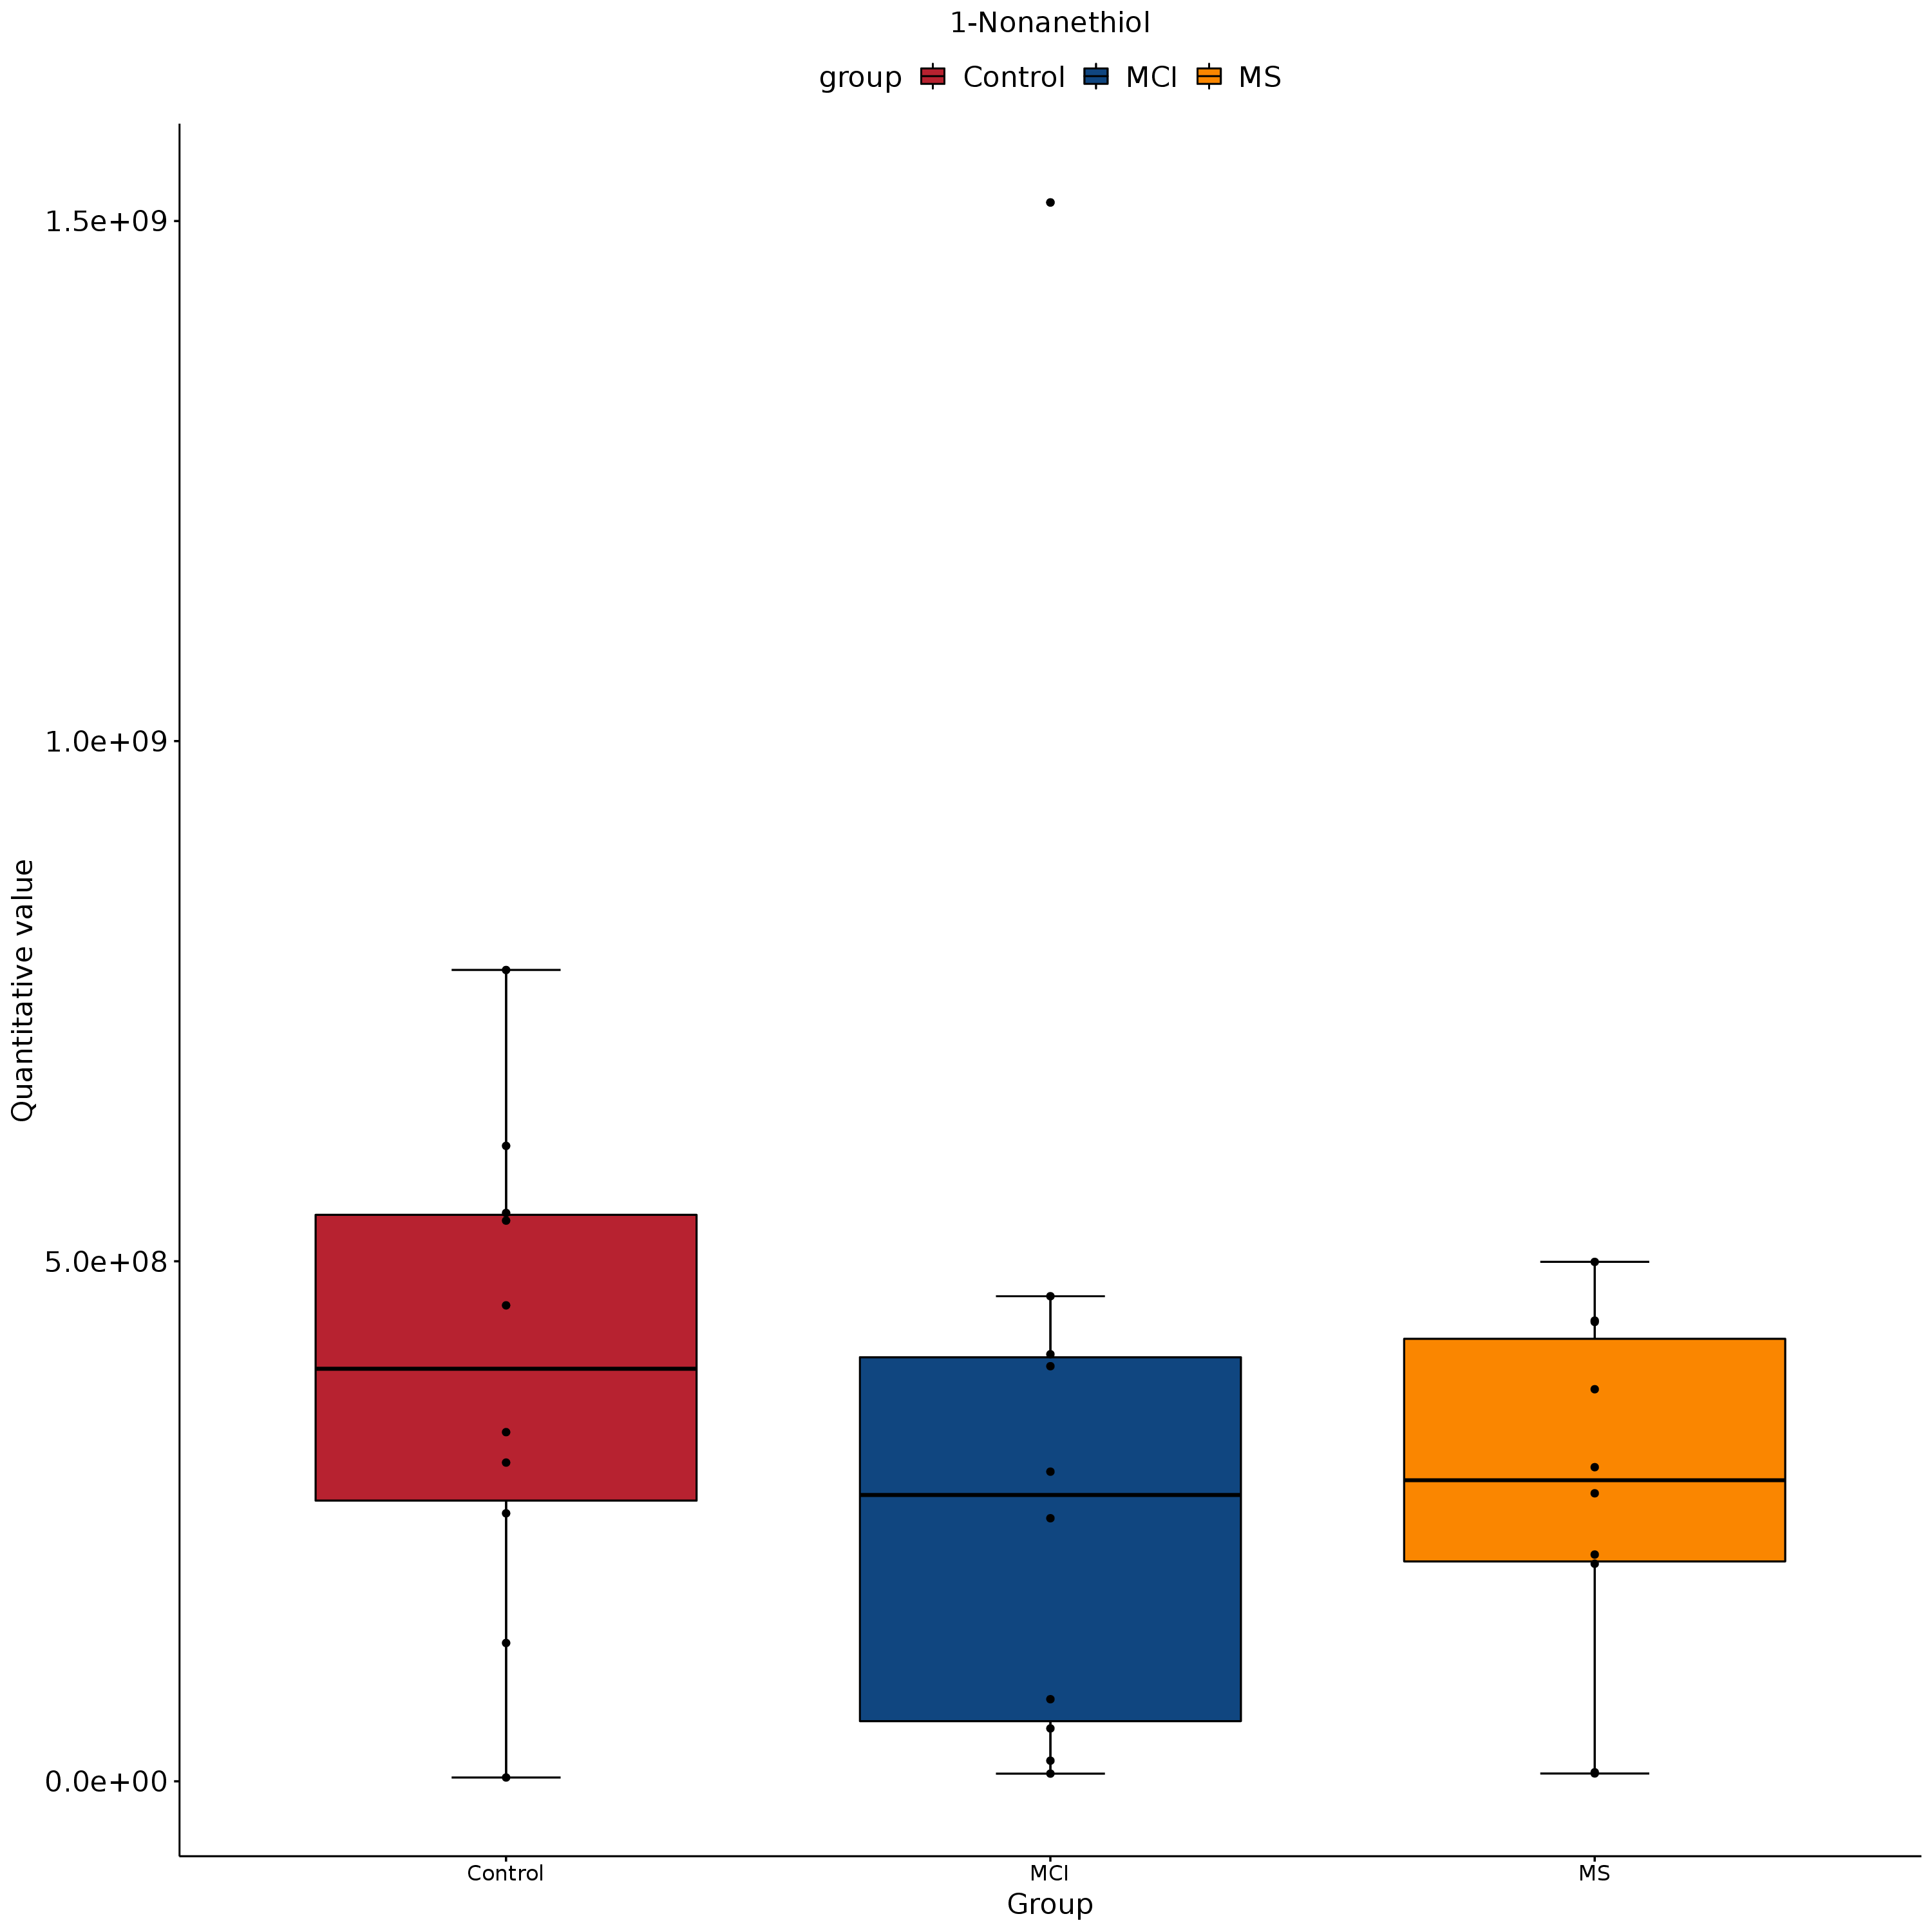 1-Nonanethiol
group Control MCI MS
1.5e+09
1.0e+09
5.0e+08
0.0e+00
Quantitative value
Control MCI MS
Group